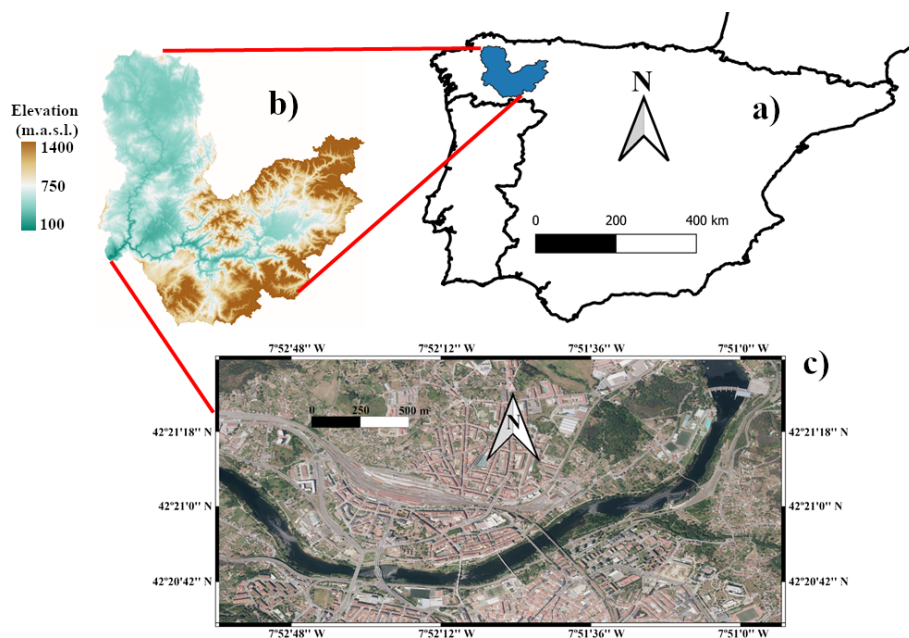 b)
Elevation
(m.a.s.l.)
1400
750
100
a)
N
0 200 400 km
c)
7°52'48'' W 7°52'12'' W 7°51'36'' W 7°51'0'' W
0 250 500 m
N
42°21'18'' N 42°21'18'' N
42°21'0'' N 42°21'0'' N
42°20'42'' N 42°20'42'' N
7°52'48'' W 7°52'12'' W 7°51'36'' W 7°51'0'' W